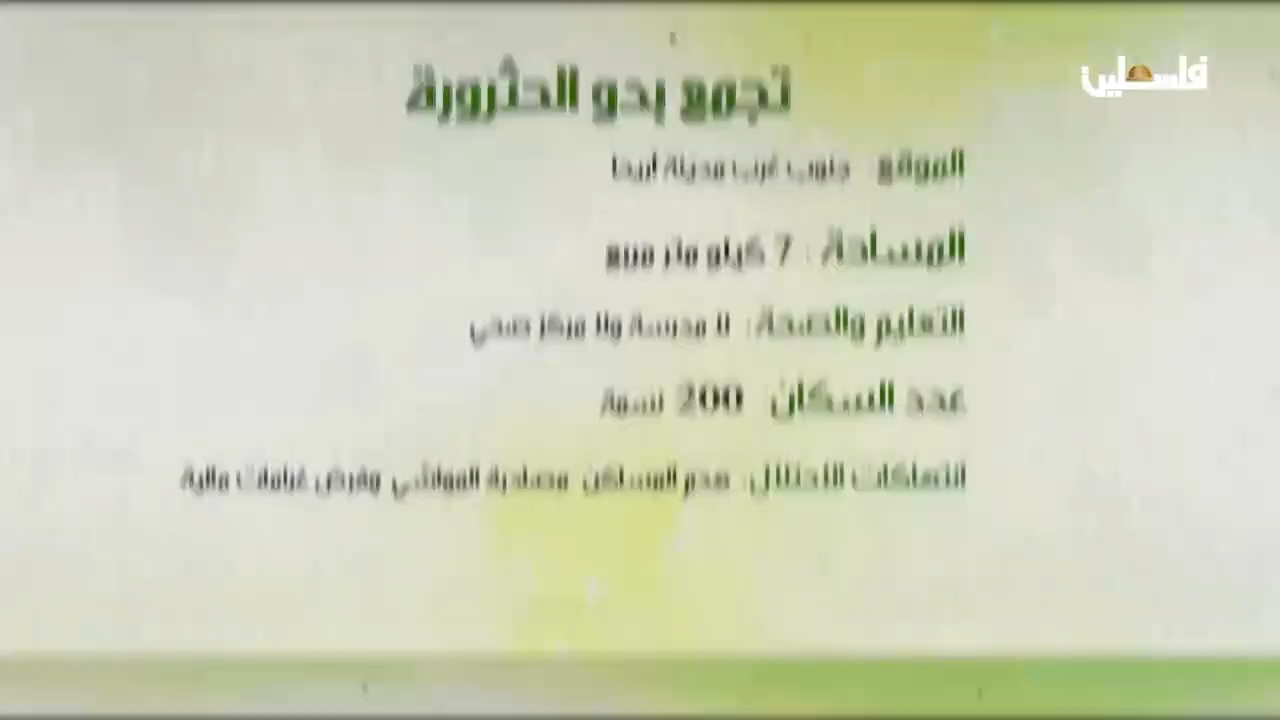 فلسطين
تجمع بدو الحثرورة
الموقع : جنوب غرب مدينة أريحا
المساحة : 7 كيلو متر مربع
التعليم والصحة : لا مدرسة ولا مركز صحي
عدد السكان : 200 نسمة
انتهاكات الاحتلال : هدم المساكن مصادرة المواشي وفرض غرامات مالية